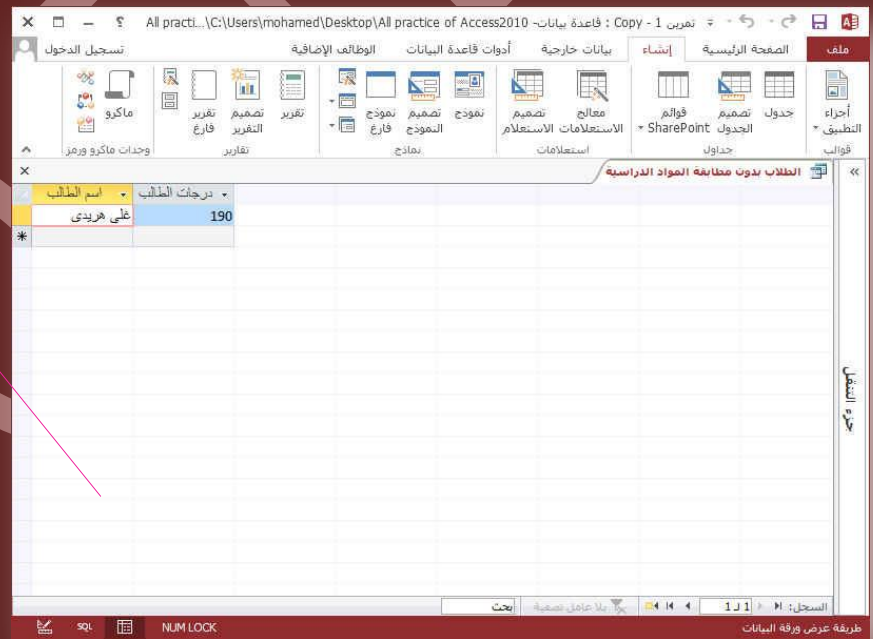 All practi...\C:\Users\mohamed\Desktop\All practice of Access2010 -قاعدة بيانات : Copy - 1 تمرين
ملف الصفحة الرئيسية إنشاء بيانات خارجية أدوات قاعدة البيانات الوظائف الإضافية تسجيل الدخول
أجزاء التطبيق
جدول
تصميم الجدول
قوائم SharePoint
معالج الاستعلامات
تصميم الاستعلام
نموذج
تصميم النموذج
نموذج فارغ
تقرير
تصميم التقرير
تقرير فارغ
ماكرو
قوالب جداول استعلامات نماذج تقارير وحدات ماكرو ورمز
الطلاب بدون مطابقة المواد الدراسية
درجات الطالب اسم الطالب
190 غلى هريدى
جزء التنقل
السجل: 1 لـ 1 بلا عامل تصفية بحث
طريقة عرض ورقة البيانات NUM LOCK SQL